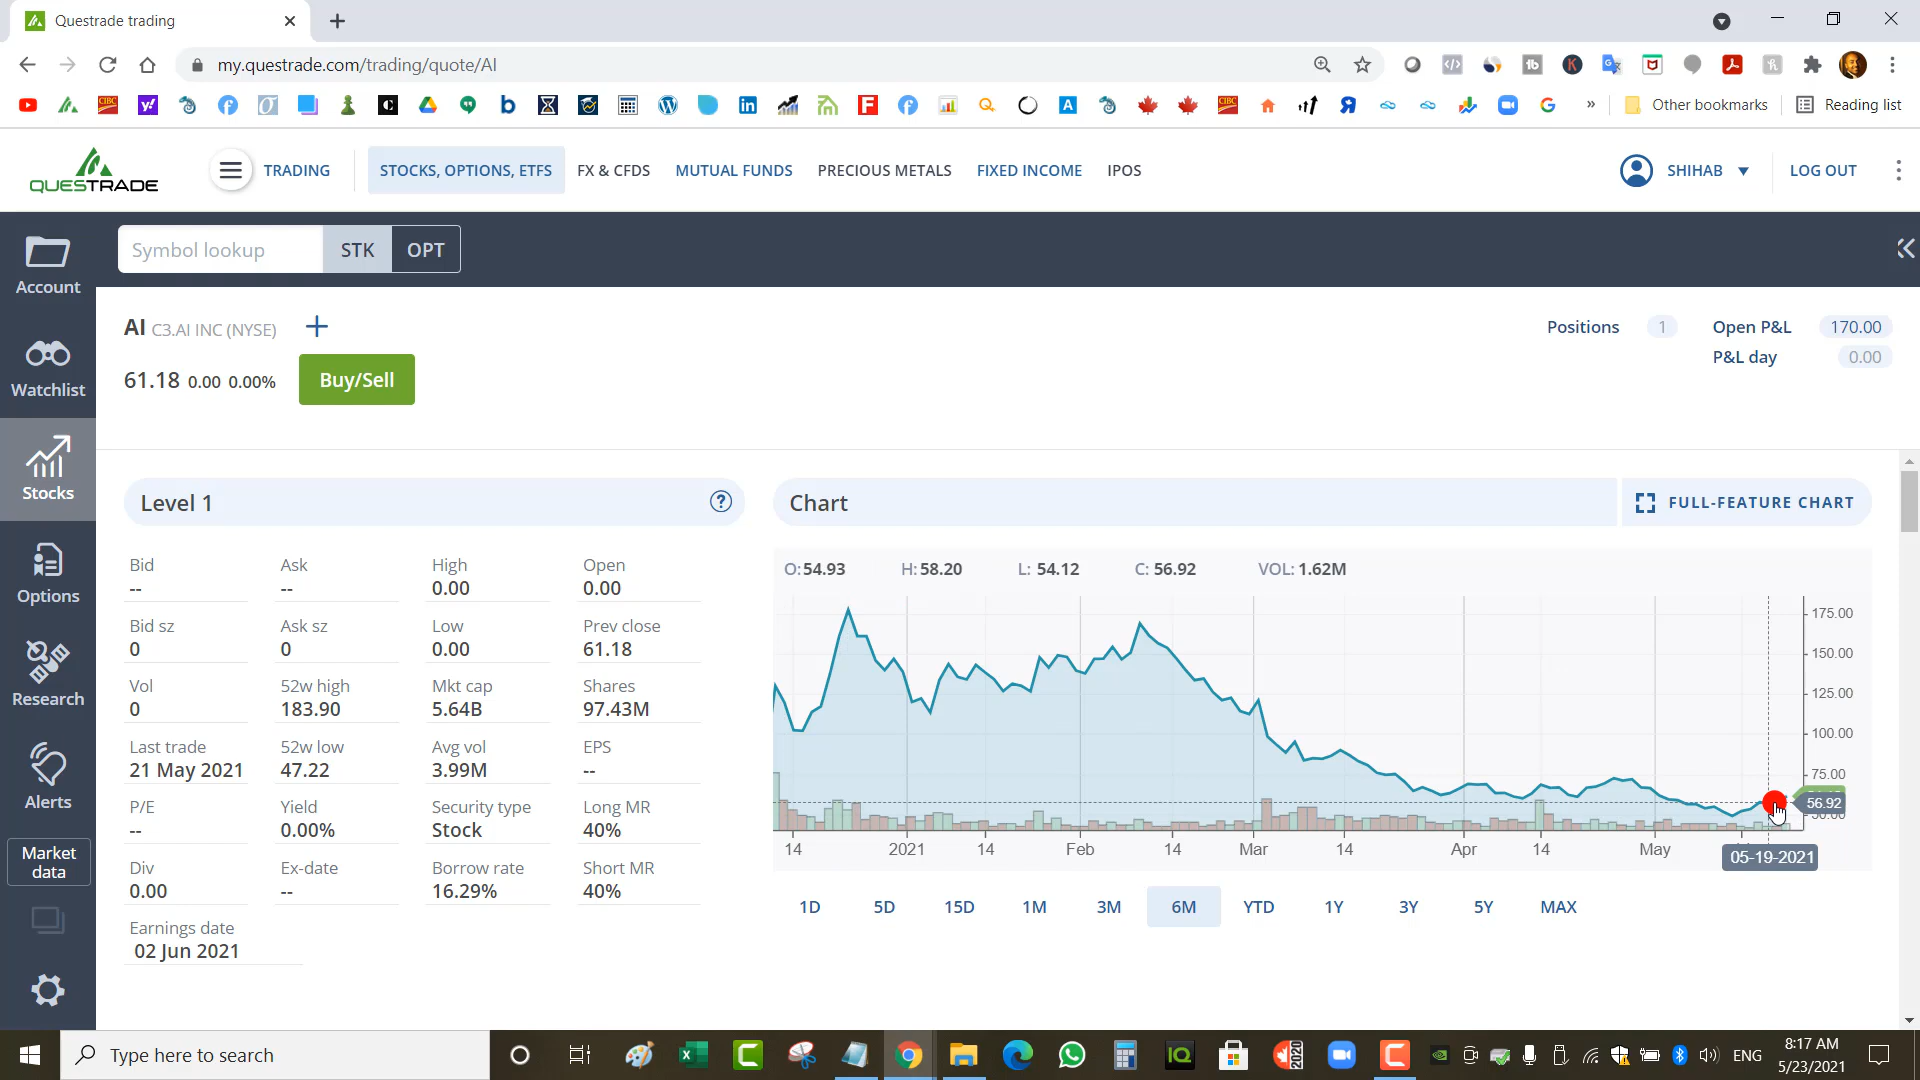 Questrade trading
my.questrade.com/trading/quote/AI
Other bookmarks
Reading list
QUESTRADE
TRADING
STOCKS, OPTIONS, ETFS
FX & CFDS
MUTUAL FUNDS
PRECIOUS METALS
FIXED INCOME
IPOS
SHIHAB
LOG OUT
Account
Watchlist
Stocks
Options
Research
Alerts
Market
data
Symbol lookup
STK
OPT
AI C3.AI INC (NYSE)
61.18 0.00 0.00%
Buy/Sell
Positions 1
Open P&L 170.00
P&L day 0.00
Level 1
?
Bid Ask High Open
-- -- 0.00 0.00
Bid sz Ask sz Low Prev close
0 0 0.00 61.18
Vol 52w high Mkt cap Shares
0 183.90 5.64B 97.43M
Last trade 52w low Avg vol EPS
21 May 2021 47.22 3.99M --
P/E Yield Security type Long MR
-- 0.00% Stock 40%
Div Ex-date Borrow rate Short MR
0.00 -- 16.29% 40%
Earnings date
02 Jun 2021
Chart
FULL-FEATURE CHART
O:54.93 H:58.20 L: 54.12 C: 56.92 VOL: 1.62M
175.00
150.00
125.00
100.00
75.00
56.92
50.00
14 2021 14 Feb 14 Mar 14 Apr 14 May
05-19-2021
1D 5D 15D 1M 3M 6M YTD 1Y 3Y 5Y MAX
Type here to search
ENG
8:17 AM
5/23/2021